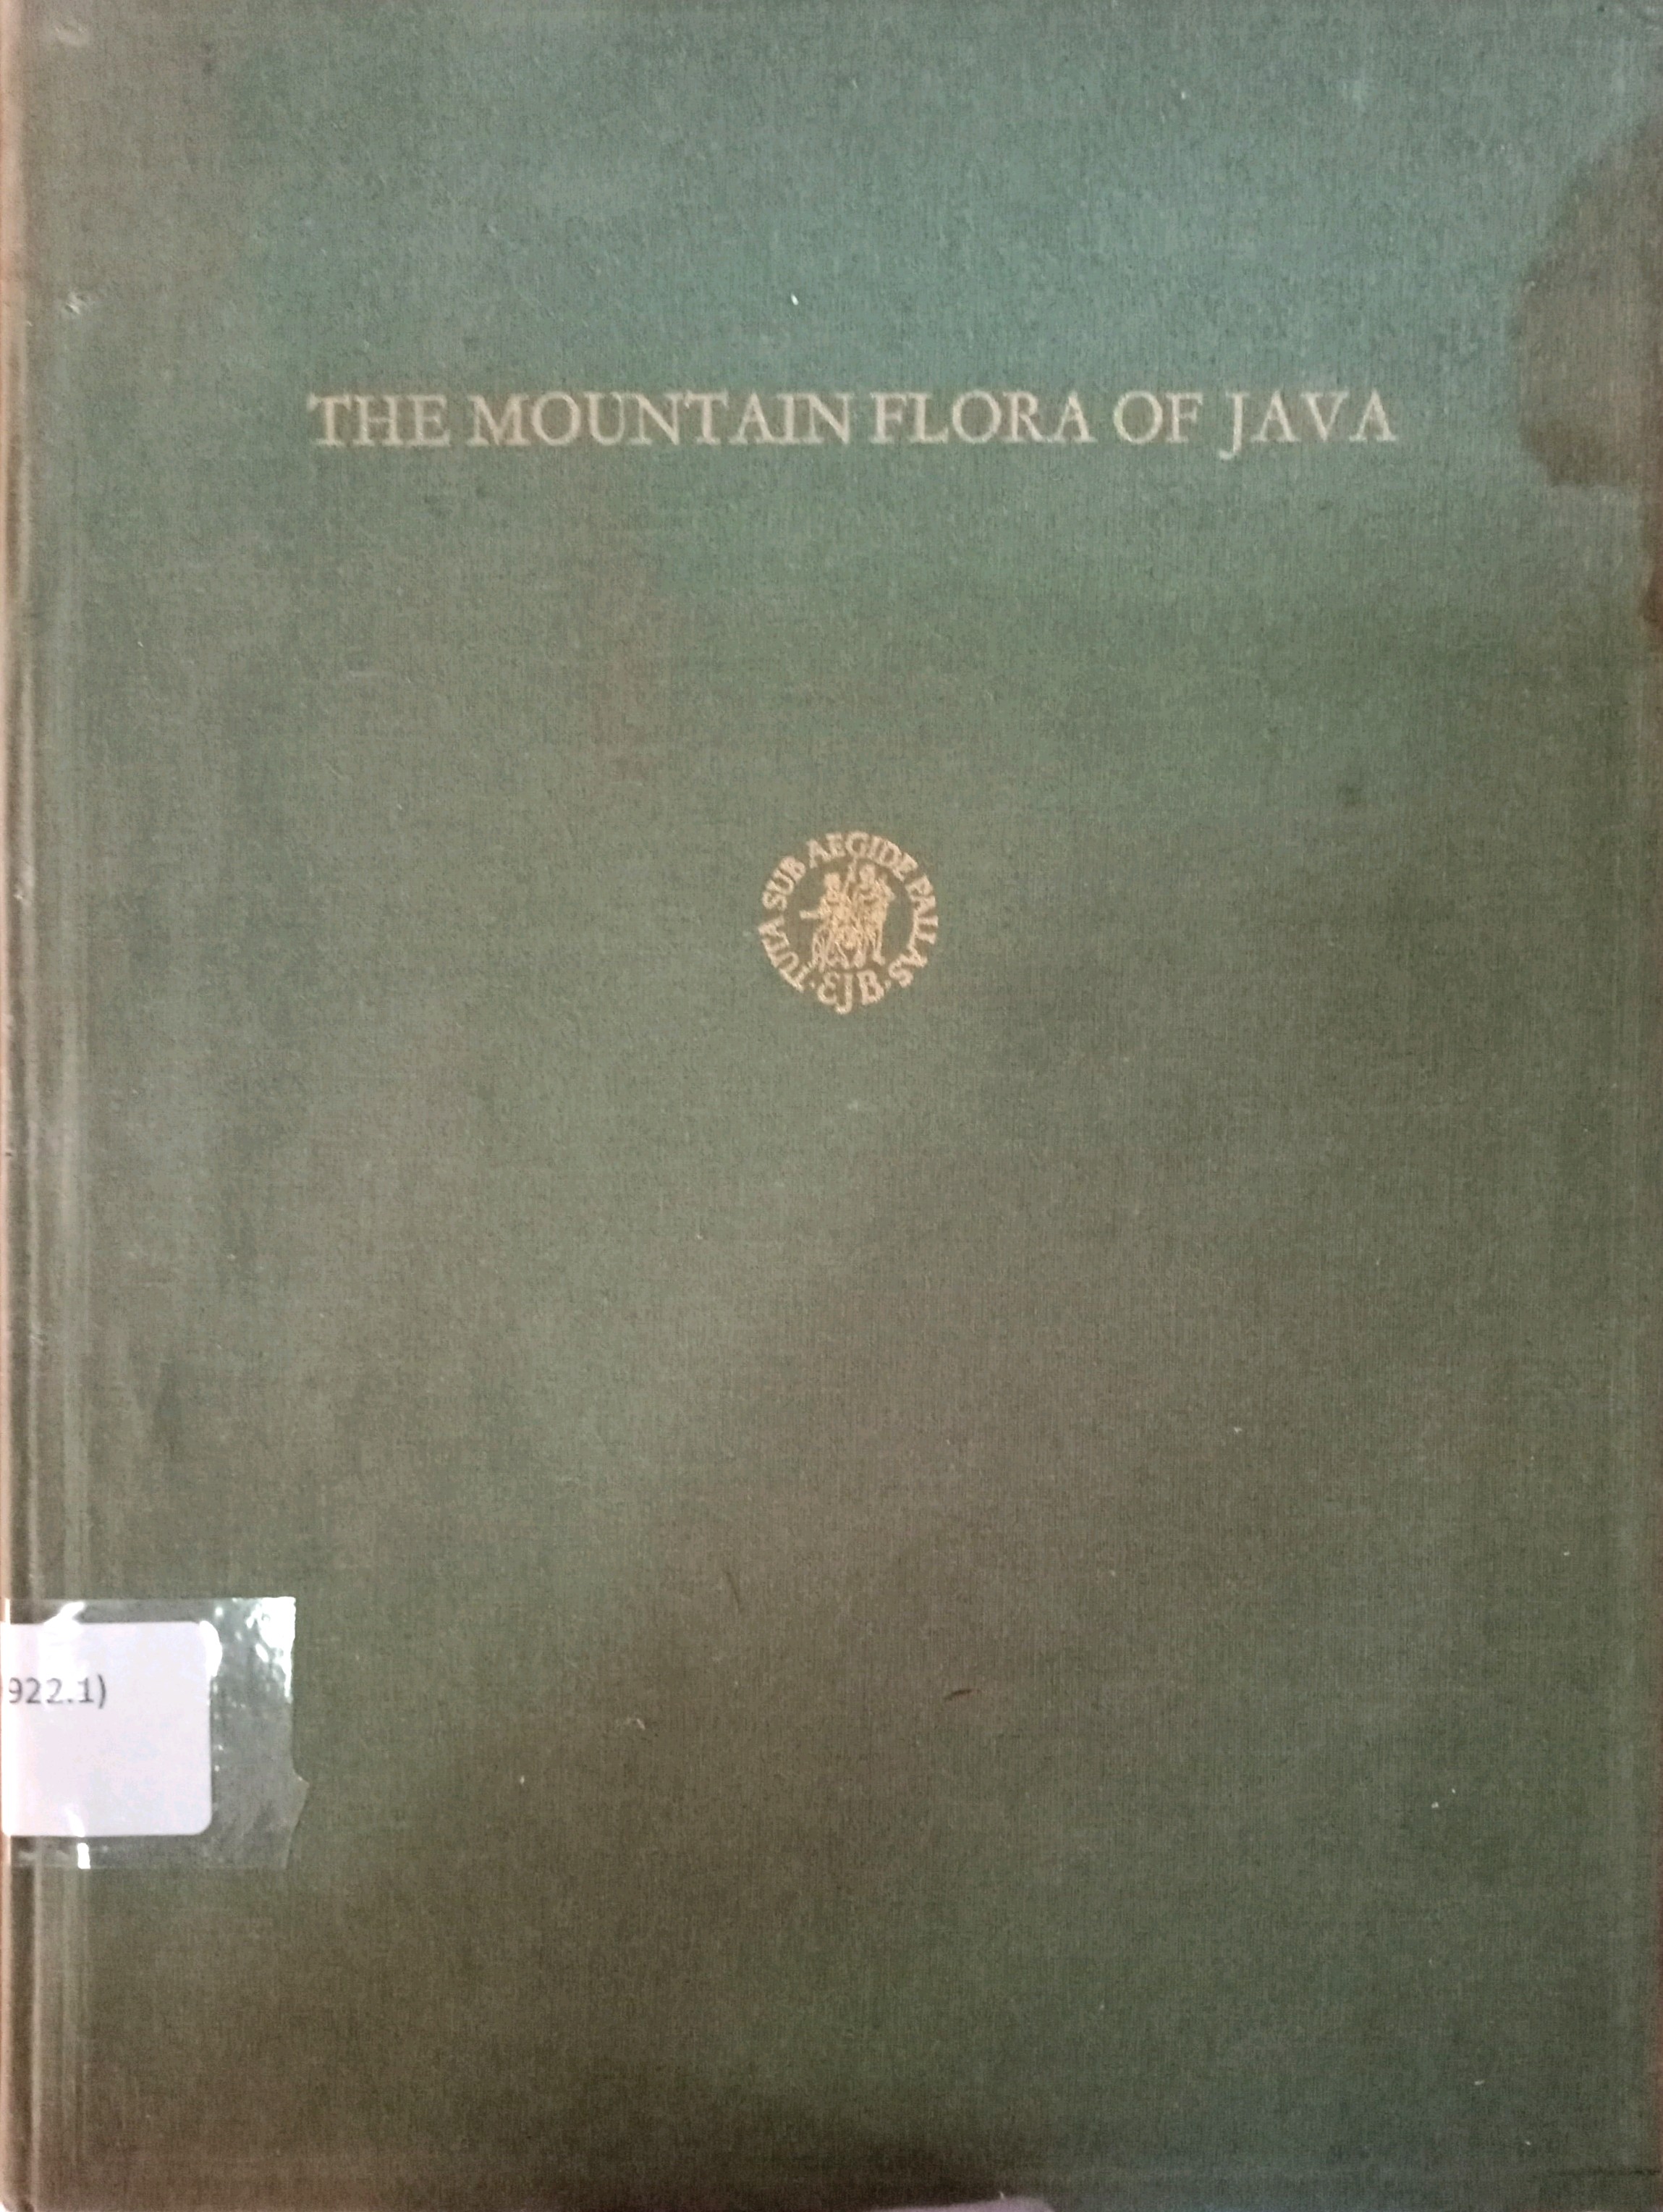 THE MOUNTAIN FLORA OF JAVA
TUTA SUB AEGIDE PALLAS
·EJB·
922.1)